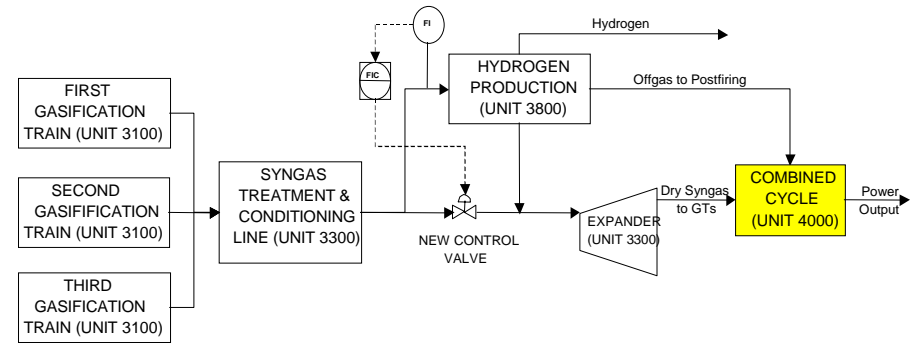 FIRST
GASIFICATION
TRAIN (UNIT 3100)
SECOND
GASIFIFICATION
TRAIN (UNIT 3100)
THIRD
GASIFICATION
TRAIN (UNIT 3100)
SYNGAS
TREATMENT &
CONDITIONING
LINE (UNIT 3300)
FI
FIC
HYDROGEN
PRODUCTION
(UNIT 3800)
Hydrogen
Offgas to Postfiring
NEW CONTROL
VALVE
EXPANDER
(UNIT 3300)
Dry Syngas
to GTs
COMBINED
CYCLE
(UNIT 4000)
Power
Output